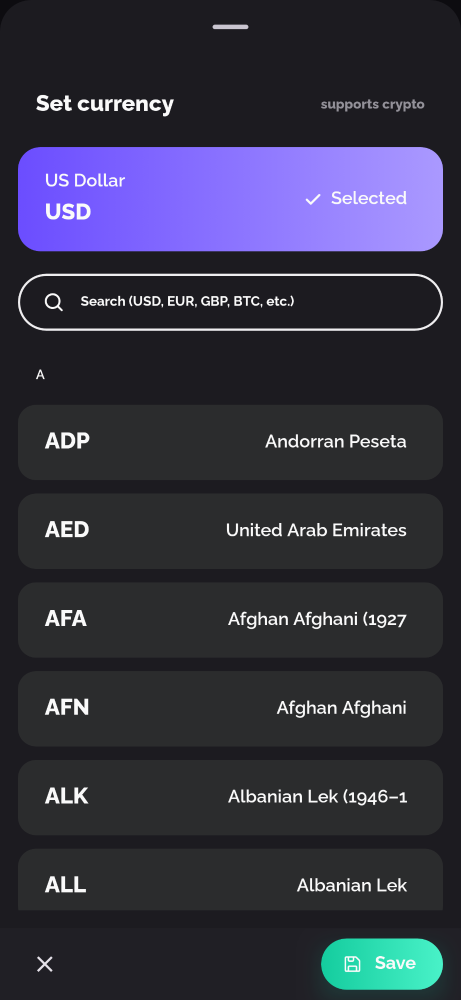 Set currency
supports crypto
US Dollar
USD
Selected
Search (USD, EUR, GBP, BTC, etc.)
A
ADP
Andorran Peseta
AED
United Arab Emirates
AFA
Afghan Afghani (1927
AFN
Afghan Afghani
ALK
Albanian Lek (1946–1
ALL
Albanian Lek
Save